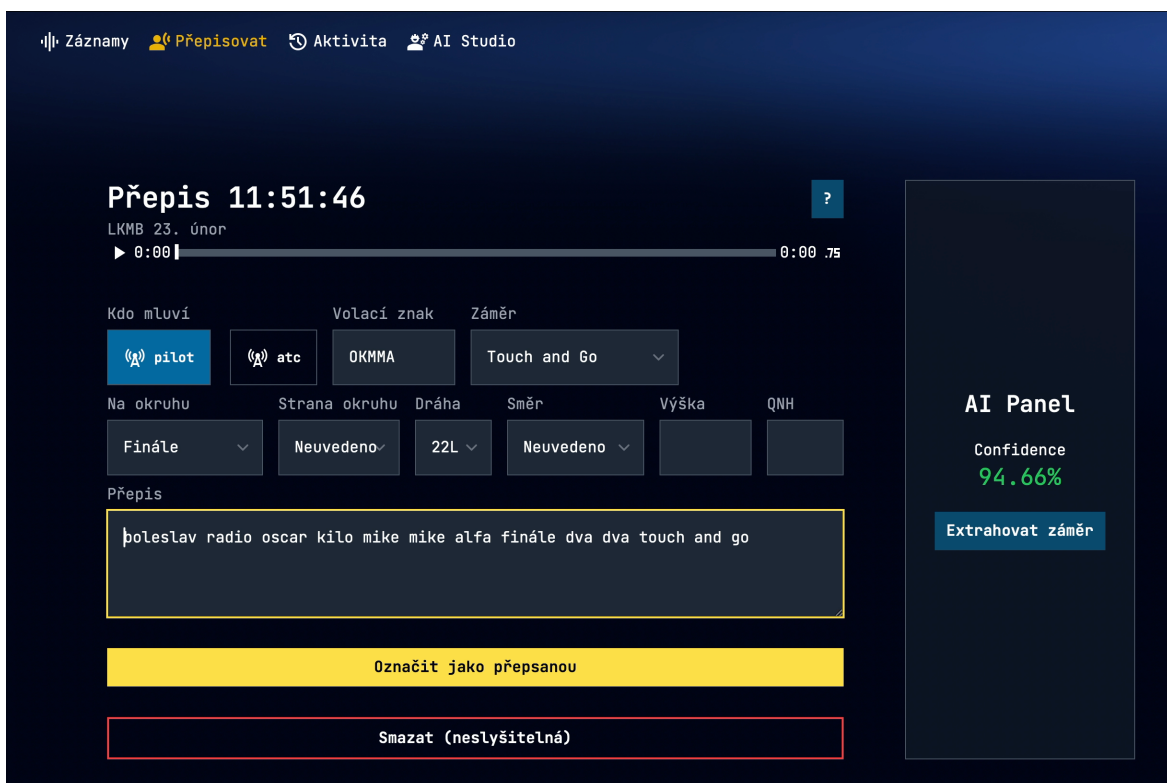 Záznamy Přepisovat Aktivita AI Studio
Přepis 11:51:46
?
LKMB 23. únor
0:00 0:00 .75
Kdo mluví Volací znak Záměr
pilot atc OKMMA Touch and Go
Na okruhu Strana okruhu Dráha Směr Výška QNH
Finále Neuvedeno 22L Neuvedeno
Přepis
boleslav radio oscar kilo mike mike alfa finále dva dva touch and go
Označit jako přepsanou
Smazat (neslyšitelná)
AI Panel
Confidence
94.66%
Extrahovat záměr